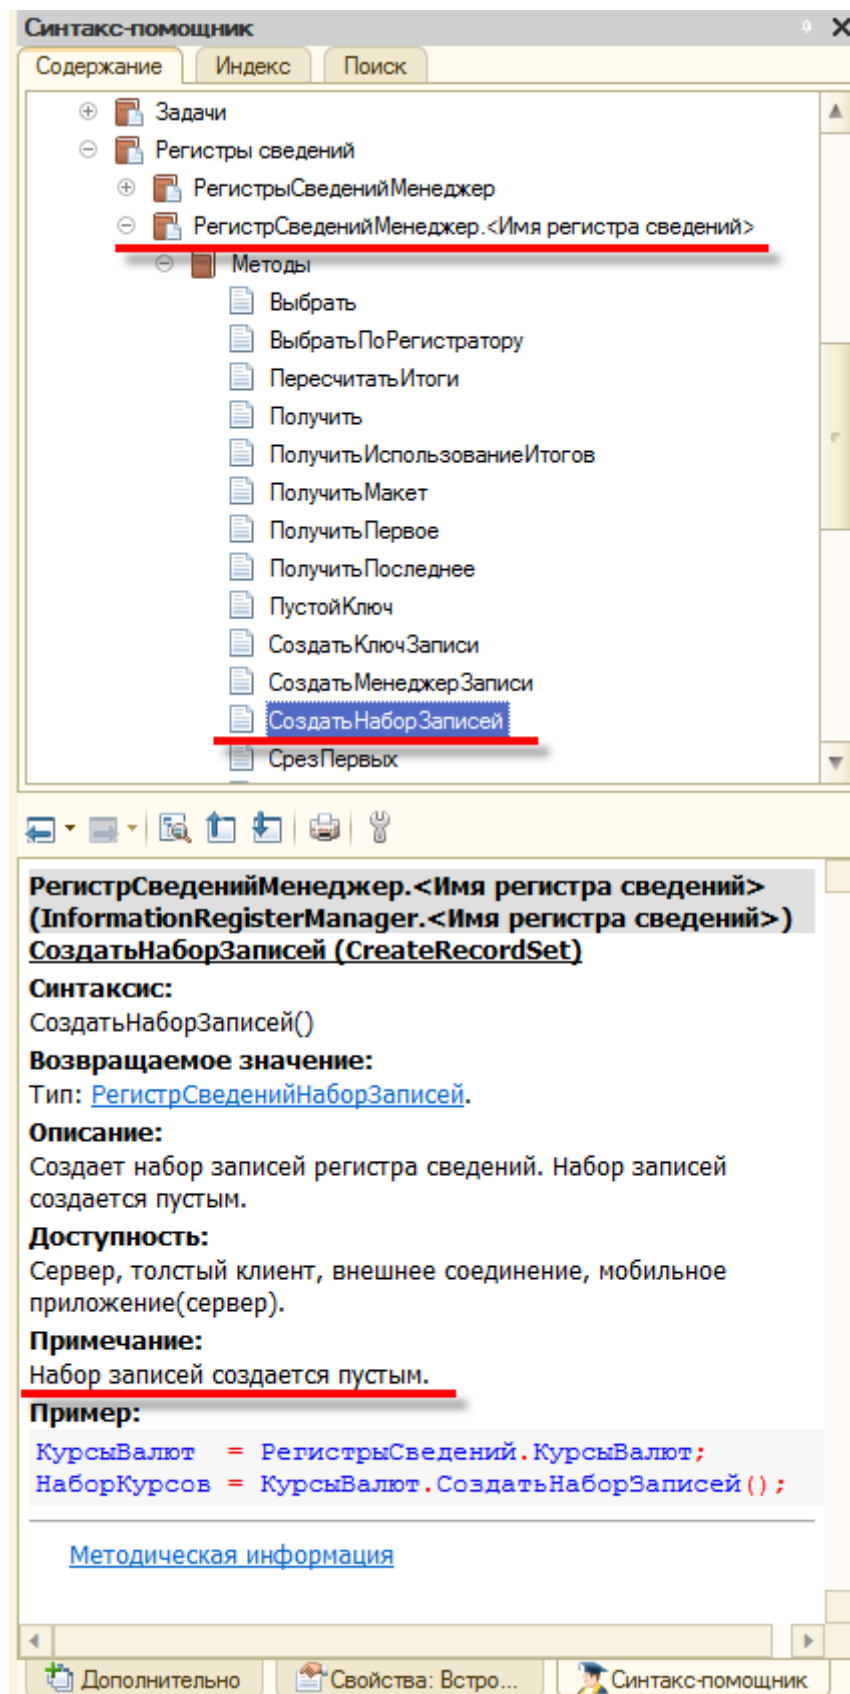 Синтакс-помощник
Содержание Индекс Поиск
Задачи
Регистры сведений
РегистрыСведенийМенеджер
РегистрСведенийМенеджер.<Имя регистра сведений>
Методы
Выбрать
ВыбратьПоРегистратору
ПересчитатьИтоги
Получить
ПолучитьИспользованиеИтогов
ПолучитьМакет
ПолучитьПервое
ПолучитьПоследнее
ПустойКлюч
СоздатьКлючЗаписи
СоздатьМенеджерЗаписи
СоздатьНаборЗаписей
СрезПервых
РегистрСведенийМенеджер.<Имя регистра сведений>
(InformationRegisterManager.<Имя регистра сведений>)
СоздатьНаборЗаписей (CreateRecordSet)
Синтаксис:
СоздатьНаборЗаписей()
Возвращаемое значение:
Тип: РегистрСведенийНаборЗаписей.
Описание:
Создает набор записей регистра сведений. Набор записей
создается пустым.
Доступность:
Сервер, толстый клиент, внешнее соединение, мобильное
приложение(сервер).
Примечание:
Набор записей создается пустым.
Пример:
КурсыВалют = РегистрыСведений.КурсыВалют;
НаборКурсов = КурсыВалют.СоздатьНаборЗаписей();
Методическая информация
Дополнительно Свойства: Встро... Синтакс-помощник